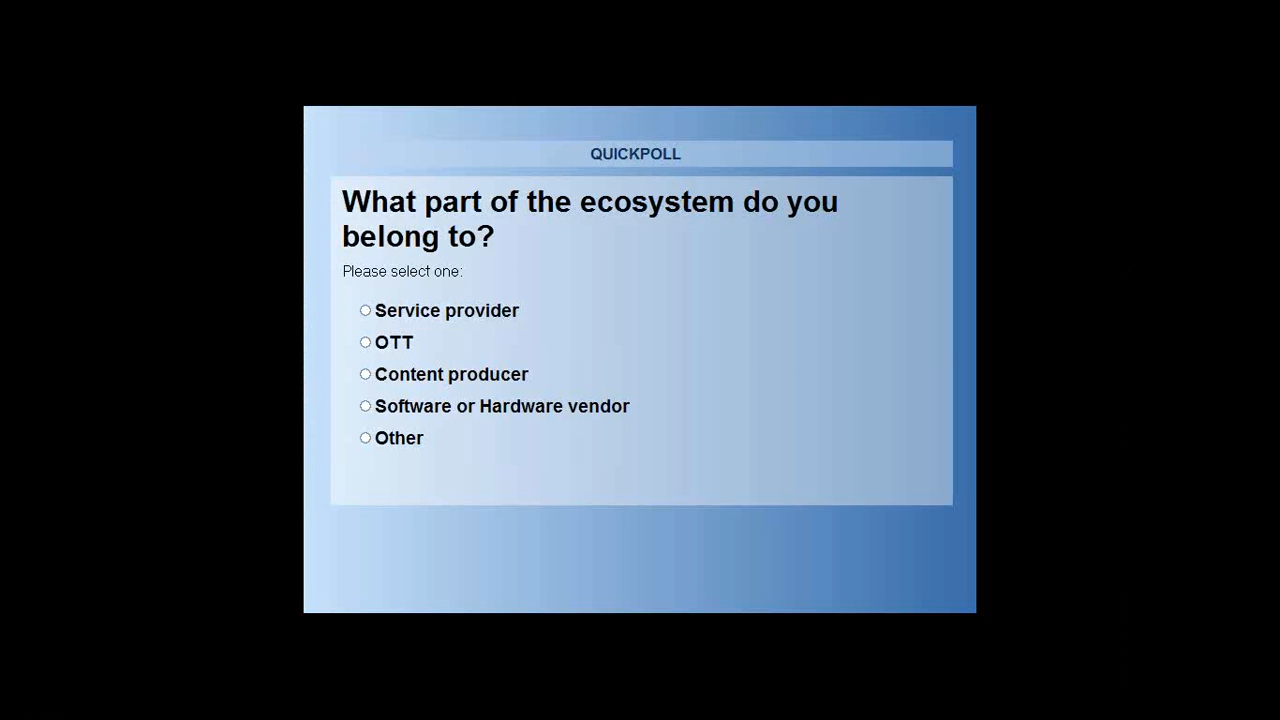 QUICKPOLL
What part of the ecosystem do you
belong to?
Please select one:
Service provider
OTT
Content producer
Software or Hardware vendor
Other